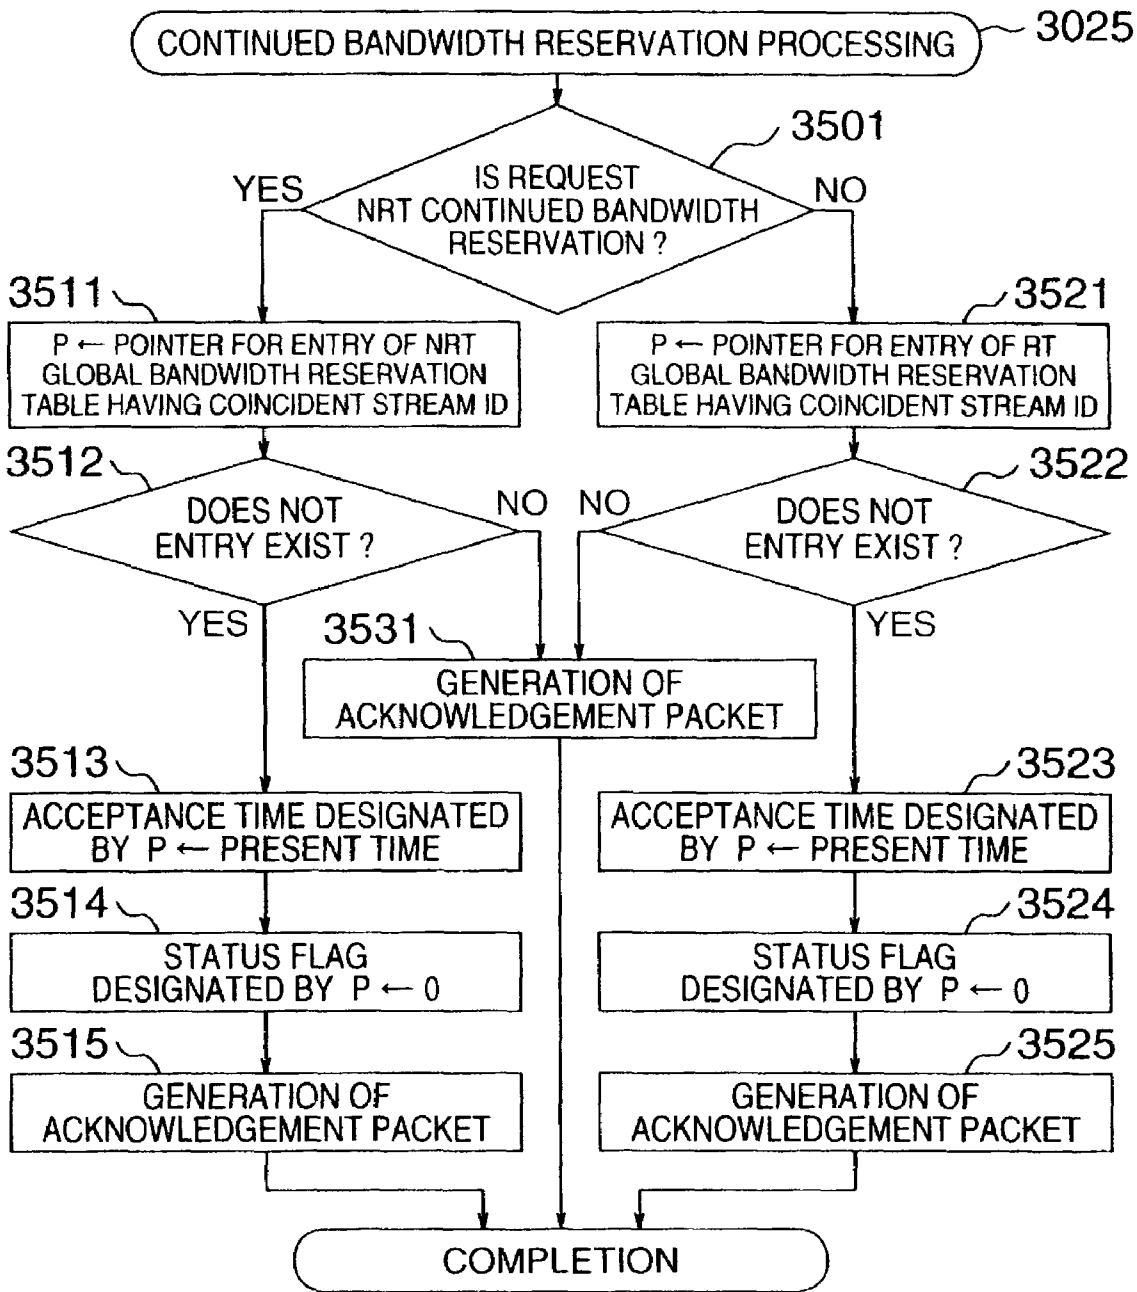 CONTINUED BANDWIDTH RESERVATION PROCESSING
3025
3501
IS REQUEST
NRT CONTINUED BANDWIDTH
RESERVATION ?
YES
NO
3511
P ← POINTER FOR ENTRY OF NRT
GLOBAL BANDWIDTH RESERVATION
TABLE HAVING COINCIDENT STREAM ID
3521
P ← POINTER FOR ENTRY OF RT
GLOBAL BANDWIDTH RESERVATION
TABLE HAVING COINCIDENT STREAM ID
3512
DOES NOT
ENTRY EXIST ?
NO
YES
3522
DOES NOT
ENTRY EXIST ?
NO
YES
3531
GENERATION OF
ACKNOWLEDGEMENT PACKET
3513
ACCEPTANCE TIME DESIGNATED
BY P ← PRESENT TIME
3523
ACCEPTANCE TIME DESIGNATED
BY P ← PRESENT TIME
3514
STATUS FLAG
DESIGNATED BY P ← 0
3524
STATUS FLAG
DESIGNATED BY P ← 0
3515
GENERATION OF
ACKNOWLEDGEMENT PACKET
3525
GENERATION OF
ACKNOWLEDGEMENT PACKET
COMPLETION